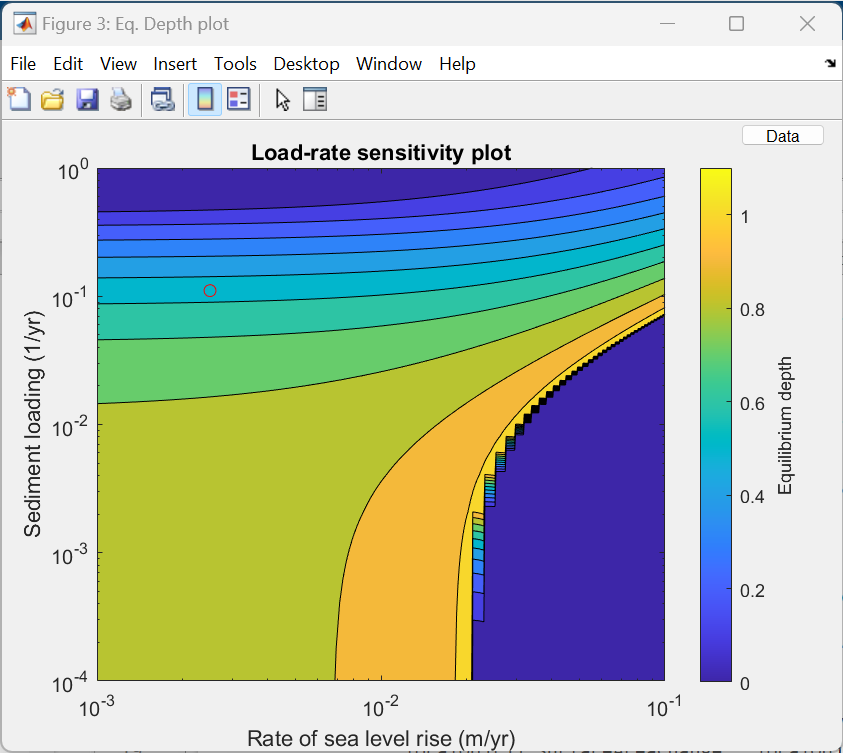 Figure 3: Eq. Depth plot
File Edit View Insert Tools Desktop Window Help
Data
Load-rate sensitivity plot
10^0
10^-1
10^-2
10^-3
10^-4
Sediment loading (1/yr)
10^-3 10^-2 10^-1
Rate of sea level rise (m/yr)
1
0.8
0.6
0.4
0.2
0
Equilibrium depth